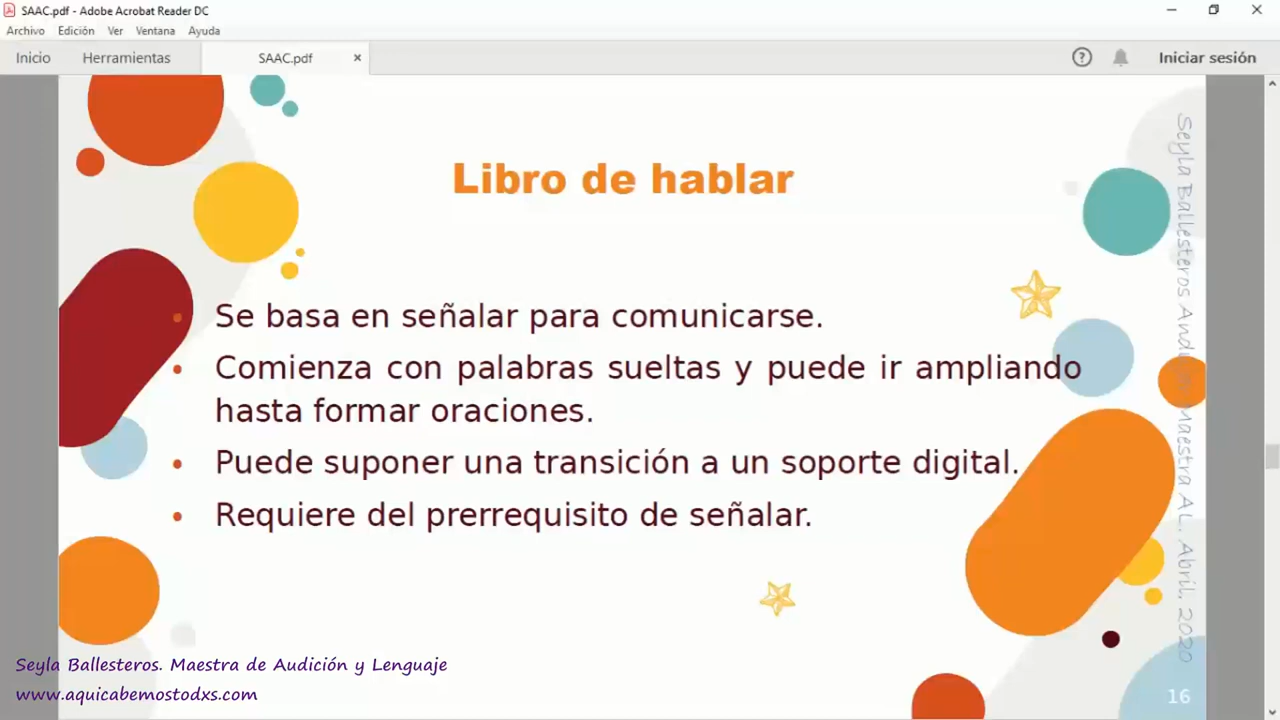 SAAC.pdf - Adobe Acrobat Reader DC
Archivo Edición Ver Ventana Ayuda
Inicio Herramientas SAAC.pdf × ? Iniciar sesión
Libro de hablar
• Se basa en señalar para comunicarse.
• Comienza con palabras sueltas y puede ir ampliando
hasta formar oraciones.
• Puede suponer una transición a un soporte digital.
• Requiere del prerrequisito de señalar.
Seyla Ballesteros Maestra AL. Abril, 2020
Seyla Ballesteros. Maestra de Audición y Lenguaje
www.aquicabemostodxs.com
16